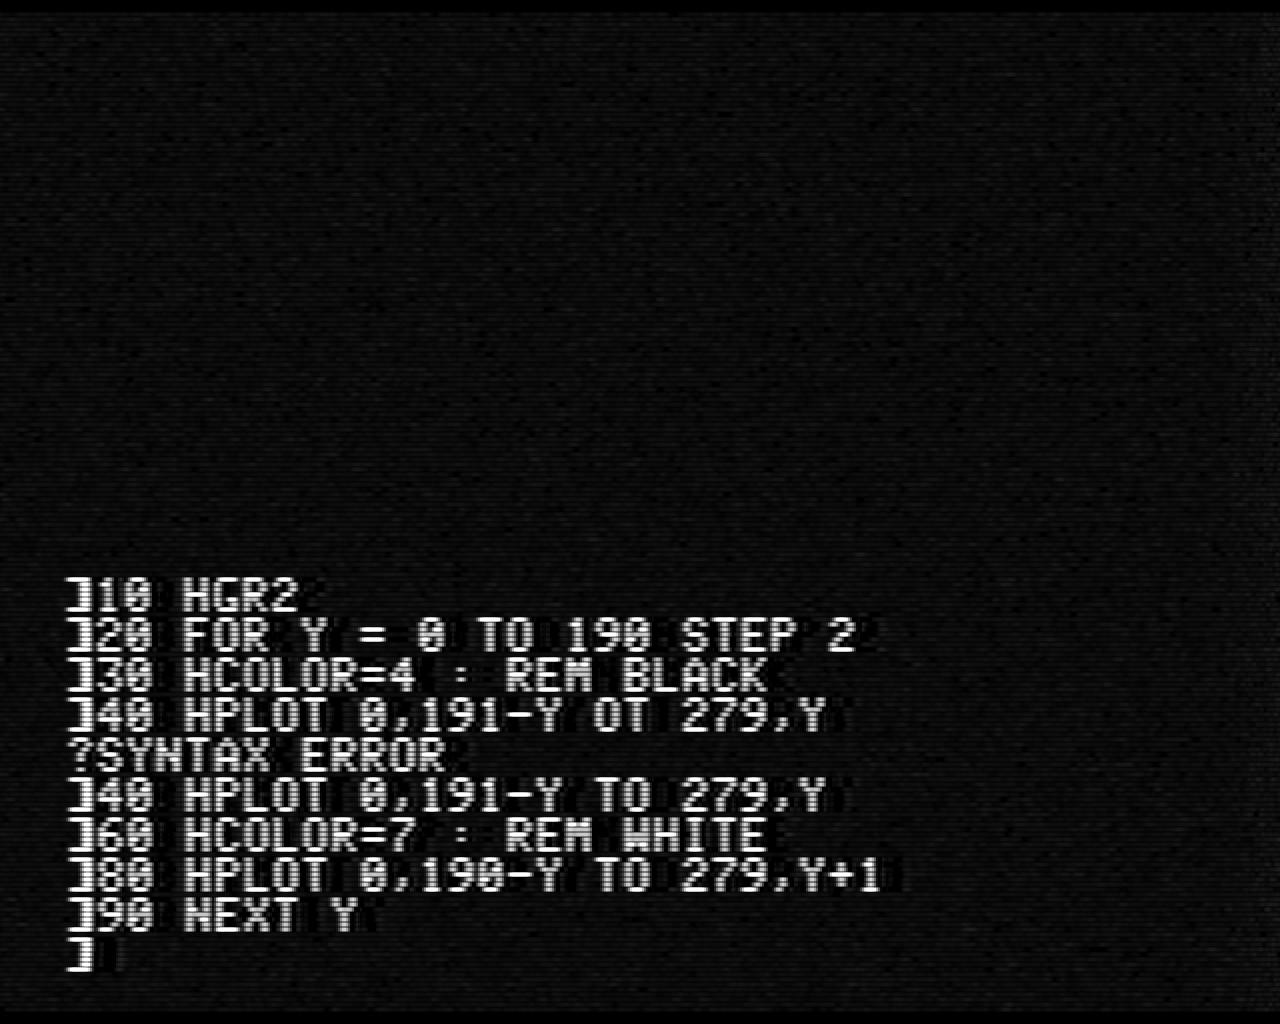 ]10 HGR2
]20 FOR Y = 0 TO 190 STEP 2
]30 HCOLOR=4 : REM BLACK
]40 HPLOT 0,191-Y OT 279,Y
?SYNTAX ERROR
]40 HPLOT 0,191-Y TO 279,Y
]60 HCOLOR=7 : REM WHITE
]80 HPLOT 0,190-Y TO 279,Y+1
]90 NEXT Y
]